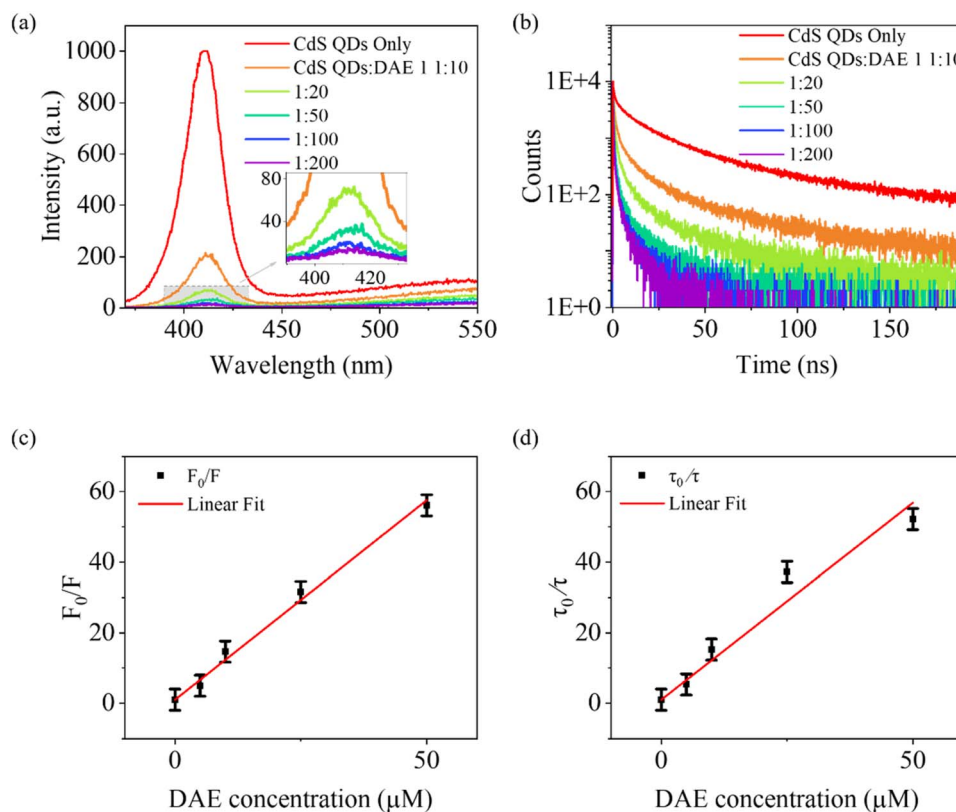 (a)
1000
800
600
400
200
0
Intensity (a.u.)
CdS QDs Only
CdS QDs:DAE 1 1:10
1:20
1:50
1:100
1:200
80
40
400 420
400 450 500 550
Wavelength (nm)
(b)
1E+4
1E+2
1E+0
Counts
CdS QDs Only
CdS QDs:DAE 1 1:10
1:20
1:50
1:100
1:200
0 50 100 150
Time (ns)
(c)
60
40
20
0
F₀/F
F₀/F
Linear Fit
0 50
DAE concentration (μM)
(d)
60
40
20
0
τ₀/τ
τ₀/τ
Linear Fit
0 50
DAE concentration (μM)